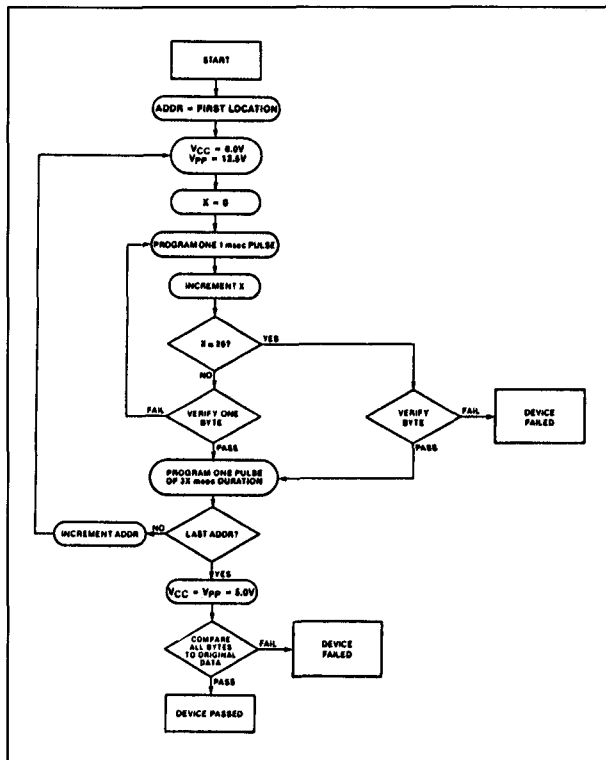 START
ADDR = FIRST LOCATION
VCC = 6.0V
VPP = 12.5V
X = 0
PROGRAM ONE 1 msec PULSE
INCREMENT X
X = 25?
YES
NO
FAIL
VERIFY ONE
BYTE
PASS
VERIFY
BYTE
FAIL
PASS
DEVICE
FAILED
PROGRAM ONE PULSE
OF 3X msec DURATION
INCREMENT ADDR
NO
LAST ADDR?
YES
VCC = VPP = 5.0V
COMPARE
ALL BYTES
TO ORIGINAL
DATA
FAIL
DEVICE
FAILED
PASS
DEVICE PASSED